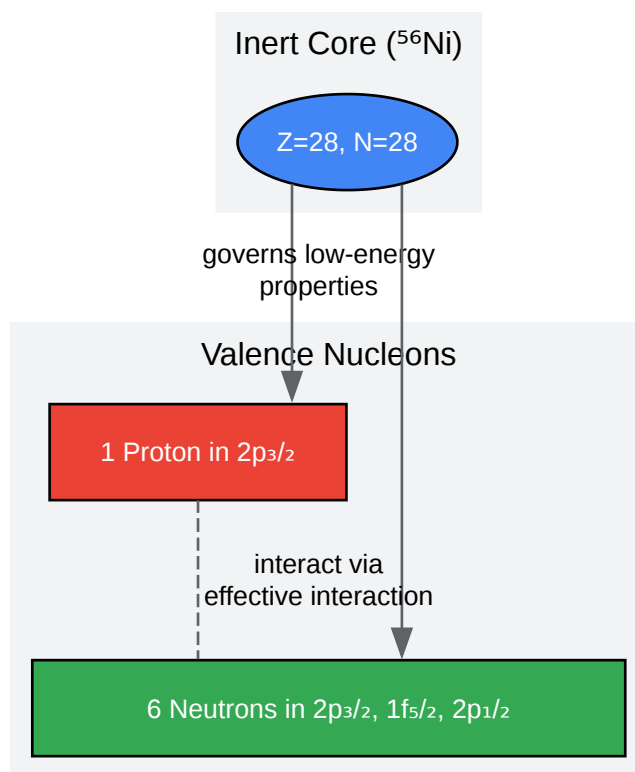 Inert Core (⁵⁶Ni)
Z=28, N=28
governs low-energy
properties
Valence Nucleons
1 Proton in 2p₃/₂
interact via
effective interaction
6 Neutrons in 2p₃/₂, 1f₅/₂, 2p₁/₂